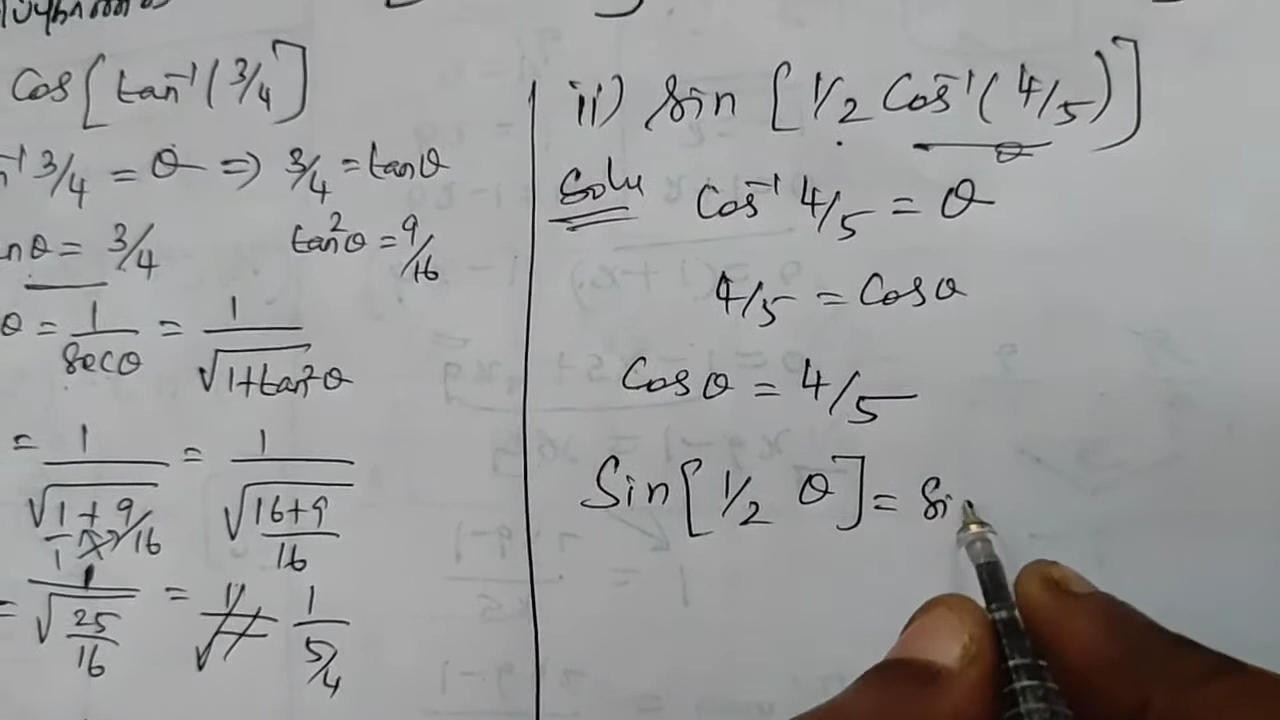 Cos[tan⁻¹(3/4]
⁻¹ 3/4 = θ ⇒ 3/4 = tanθ
nθ = 3/4 tan²θ = 9/16
θ = 1/secθ = 1/√1+tan²θ
= 1/√1+9/16 = 1/√16+9/16
= 1/√25/16 = 1/5/4
ii) sin[1/2 Cos⁻¹(4/5)]
θ
Solu Cos⁻¹ 4/5 = θ
4/5 = Cosθ
Cosθ = 4/5
Sin[1/2 θ] = Si